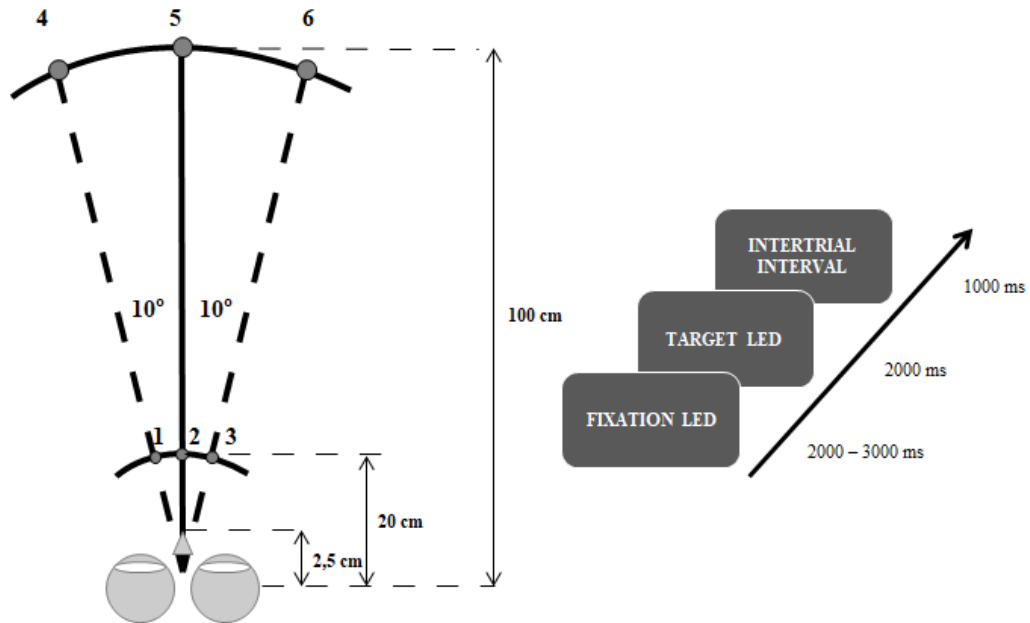 4 5 6
10° 10°
100 cm
1 2 3
20 cm
2,5 cm
INTERTRIAL
INTERVAL
1000 ms
TARGET LED
2000 ms
FIXATION LED
2000 – 3000 ms